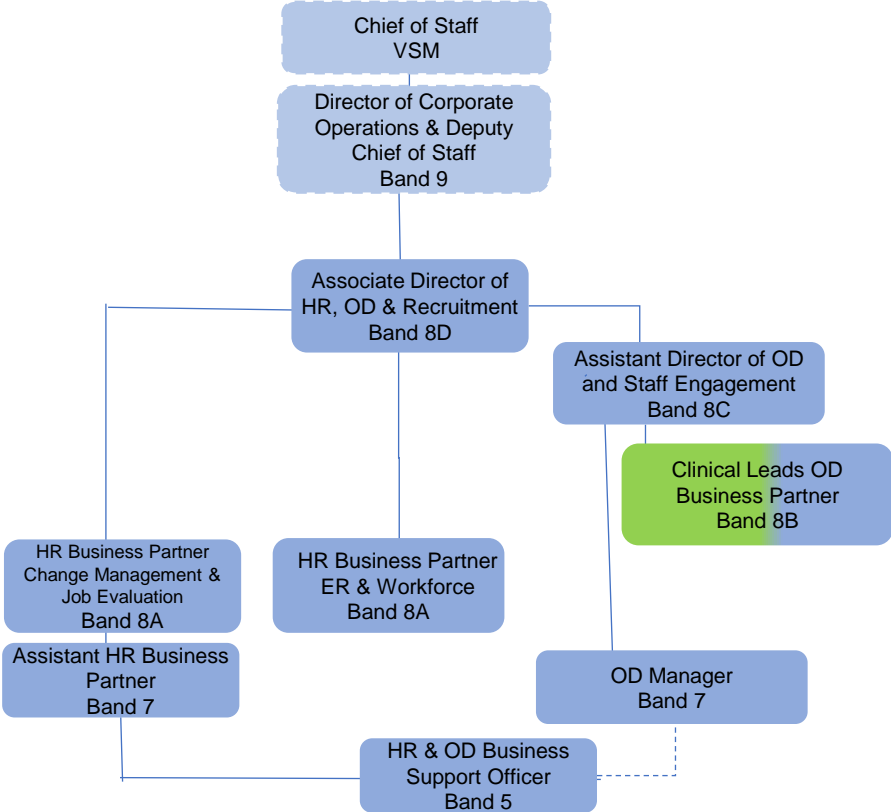 Chief of Staff
VSM
Director of Corporate
Operations & Deputy
Chief of Staff
Band 9
Associate Director of
HR, OD & Recruitment
Band 8D
Assistant Director of OD
and Staff Engagement
Band 8C
Clinical Leads OD
Business Partner
Band 8B
HR Business Partner
Change Management &
Job Evaluation
Band 8A
HR Business Partner
ER & Workforce
Band 8A
Assistant HR Business
Partner
Band 7
OD Manager
Band 7
HR & OD Business
Support Officer
Band 5